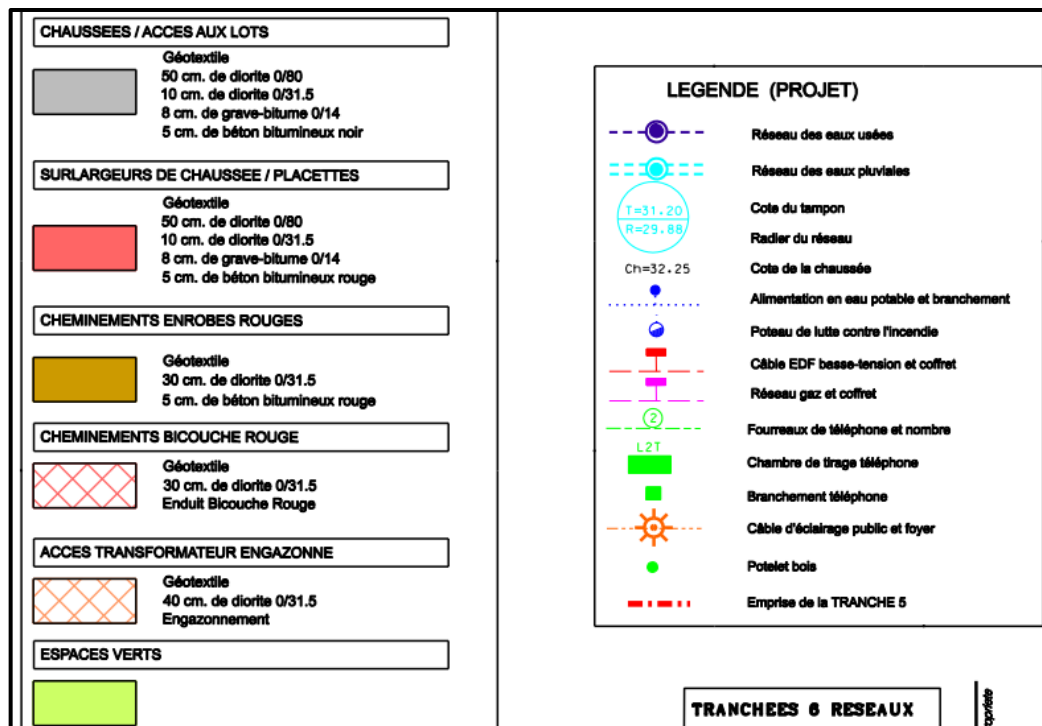 CHAUSSEES / ACCES AUX LOTS
Géotextile
50 cm. de diorite 0/80
10 cm. de diorite 0/31.5
8 cm. de grave-bitume 0/14
5 cm. de béton bitumineux noir
SURLARGEURS DE CHAUSSEE / PLACETTES
Géotextile
50 cm. de diorite 0/80
10 cm. de diorite 0/31.5
8 cm. de grave-bitume 0/14
5 cm. de béton bitumineux rouge
CHEMINEMENTS ENROBES ROUGES
Géotextile
30 cm. de diorite 0/31.5
5 cm. de béton bitumineux rouge
CHEMINEMENTS BICOUCHE ROUGE
Géotextile
30 cm. de diorite 0/31.5
Enduit Bicouche Rouge
ACCES TRANSFORMATEUR ENGAZONNE
Géotextile
40 cm. de diorite 0/31.5
Engazonnement
ESPACES VERTS
LEGENDE (PROJET)
Réseau des eaux usées
Réseau des eaux pluviales
T=31.20
Cote du tampon
R=29.88
Radier du réseau
Ch=32.25
Cote de la chaussée
Alimentation en eau potable et branchement
Poteau de lutte contre l'incendie
Câble EDF basse-tension et coffret
Réseau gaz et coffret
2
Fourreaux de téléphone et nombre
L2T
Chambre de tirage téléphone
Branchement téléphone
Câble d'éclairage public et foyer
Potelet bois
Emprise de la TRANCHE 5
TRANCHEES 6 RESEAUX